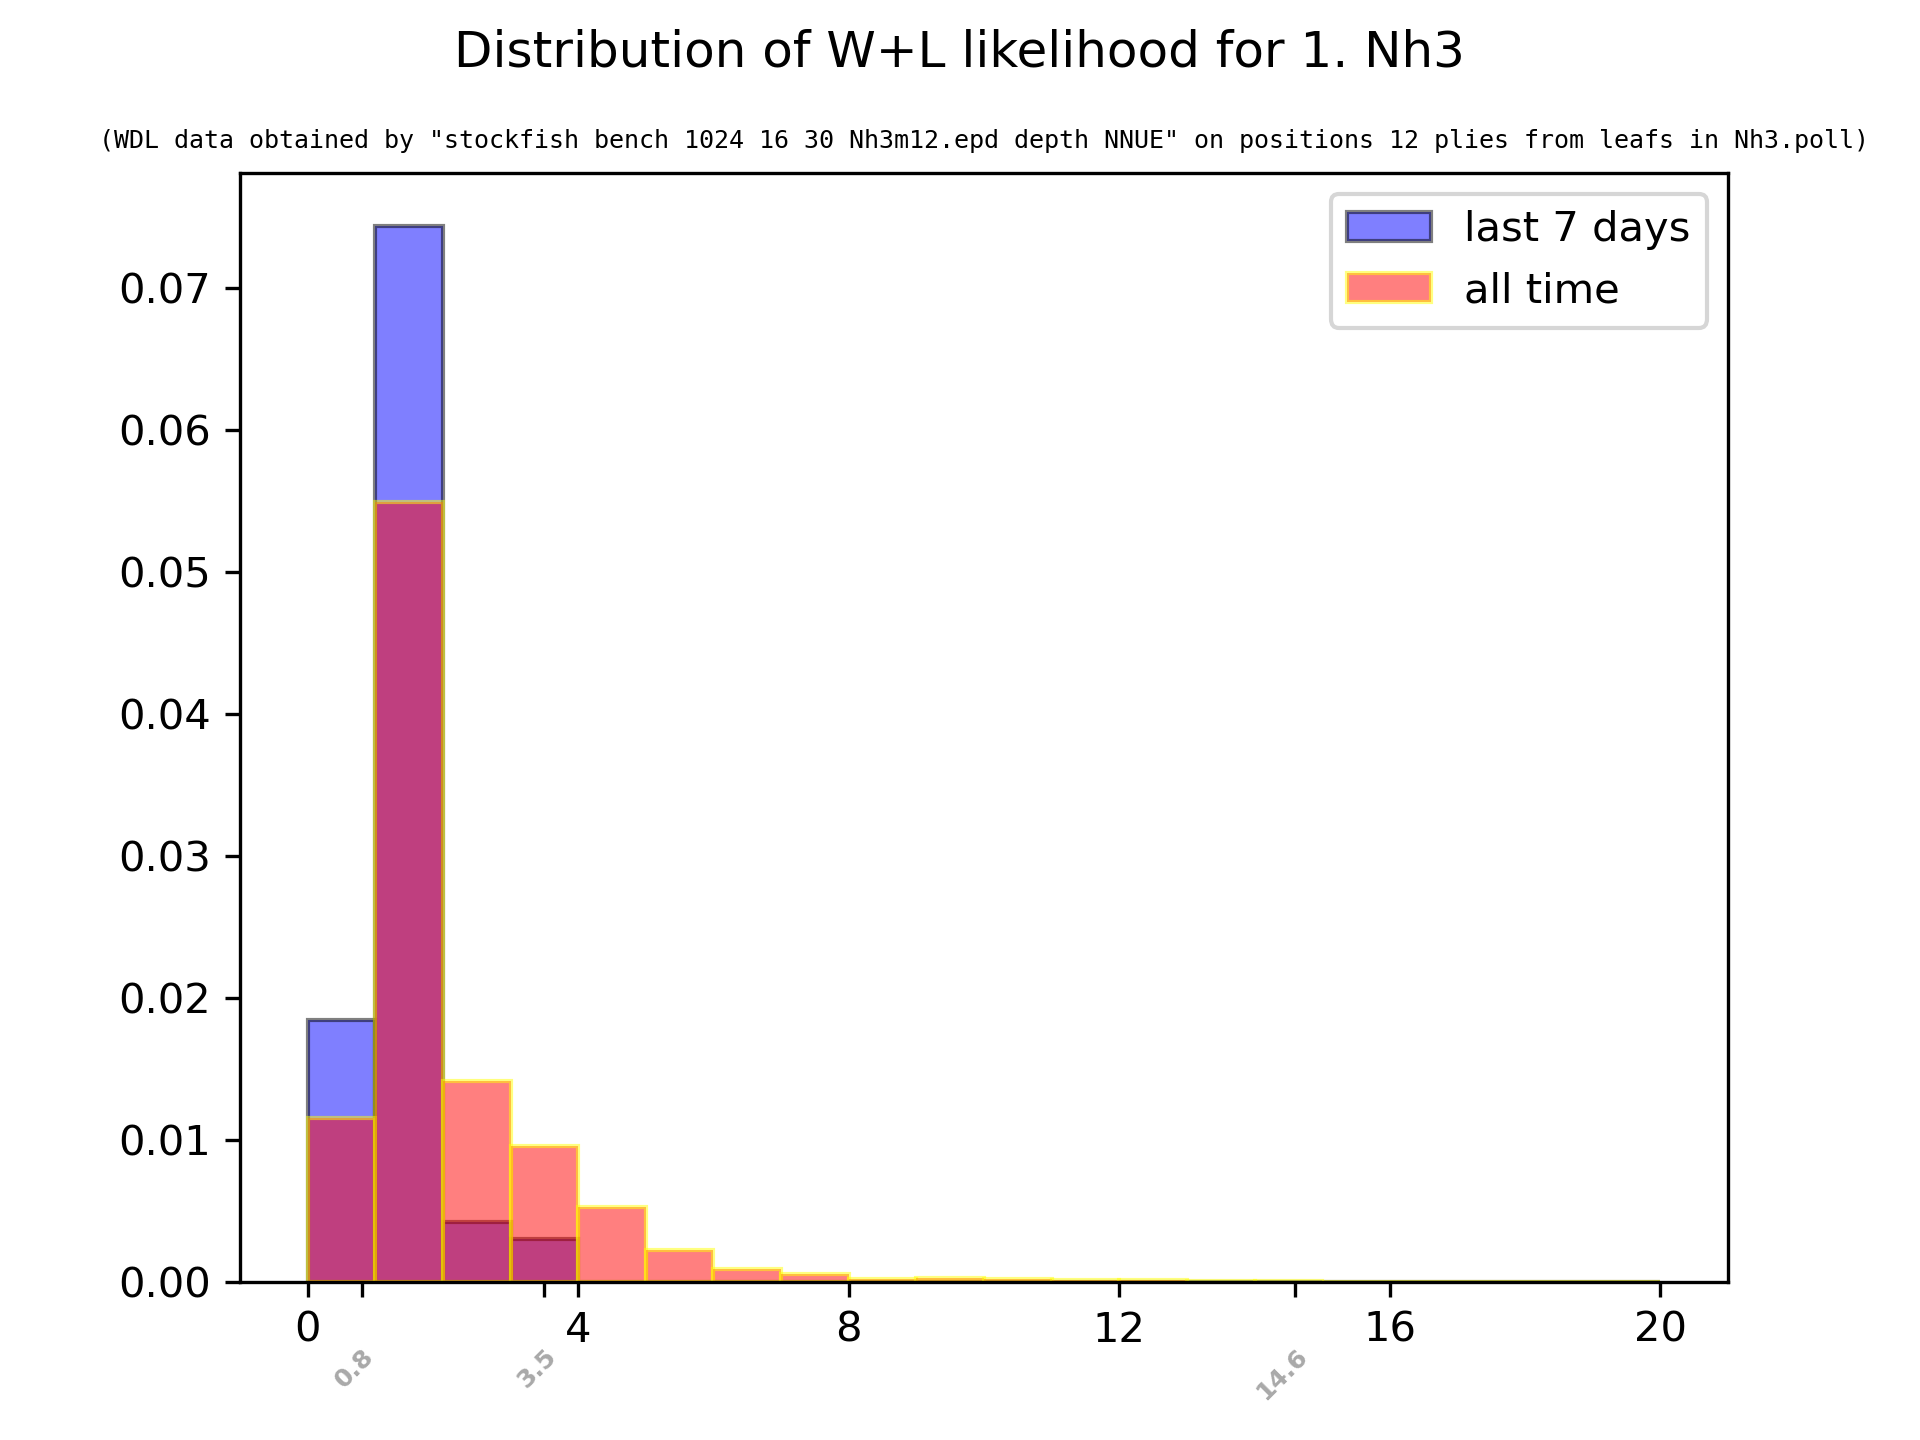 Distribution of W+L likelihood for 1. Nh3
(WDL data obtained by "stockfish bench 1024 16 30 Nh3m12.epd depth NNUE" on positions 12 plies from leafs in Nh3.poll)
last 7 days
all time
0.07
0.06
0.05
0.04
0.03
0.02
0.01
0.00
0 4 8 12 16 20
0.8 3.5 14.6